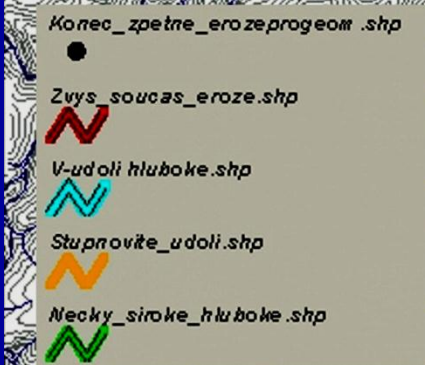 Konec_zpetne_erozeprogeom .shp
Zvys_soucas_eroze.shp
V-udoli hluboke.shp
Stupnovite_udoli.shp
Necky_siroke_hluboke.shp